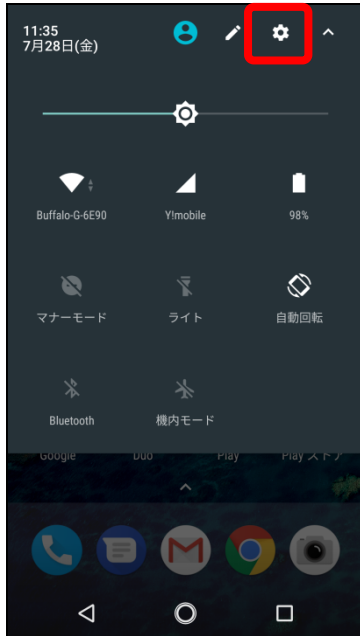 11:35
7月28日(金)
Buffalo-G-6E90
Y!mobile
98%
マナーモード
ライト
自動回転
Bluetooth
機内モード
Google
Duo
Play
Play ストア